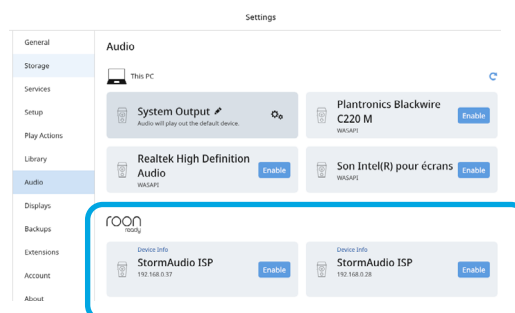 Settings
General
Storage
Services
Setup
Play Actions
Library
Audio
Displays
Backups
Extensions
Account
About
Audio
This PC
System Output
Audio will play out the default device.
Plantronics Blackwire
C220 M
WASAPI
Enable
Realtek High Definition
Audio
WASAPI
Enable
Son Intel(R) pour écrans
WASAPI
Enable
roon
ready
Device Info
StormAudio ISP
192.168.0.37
Enable
Device Info
StormAudio ISP
192.168.0.28
Enable